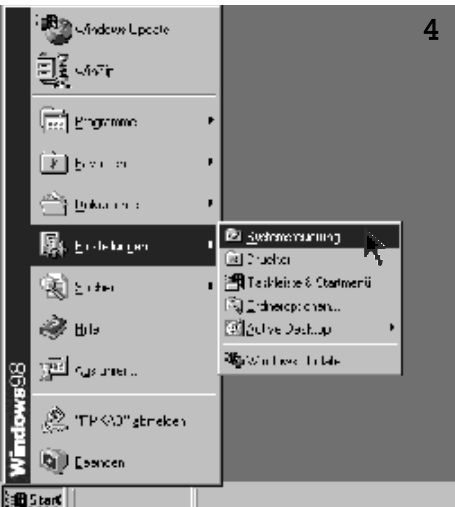 4
Windows Update
WinZip
Programme
Favoriten
Dokumente
Einstellungen
Suchen
Hilfe
Ausführen...
abmelden
Beenden
Systemsteuerung
Drucker
Taskleiste & Startmenü
Ordneroptionen...
Active Desktop
Windows Update
Windows98
Start